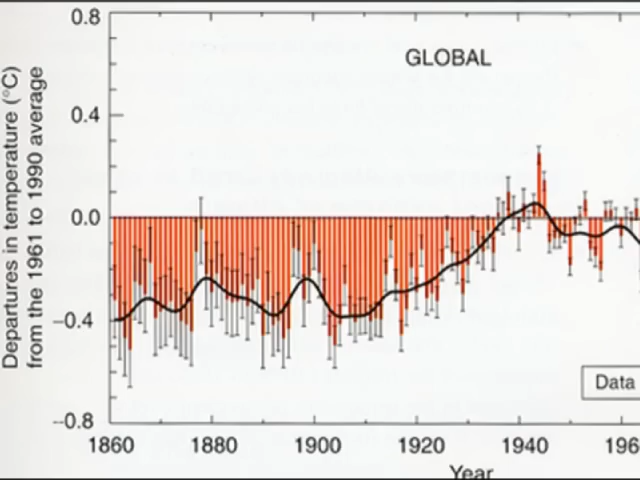 GLOBAL
Departures in temperature (°C)
from the 1961 to 1990 average
0.8
0.4
0.0
–0.4
–0.8
1860 1880 1900 1920 1940 196
Year
Data